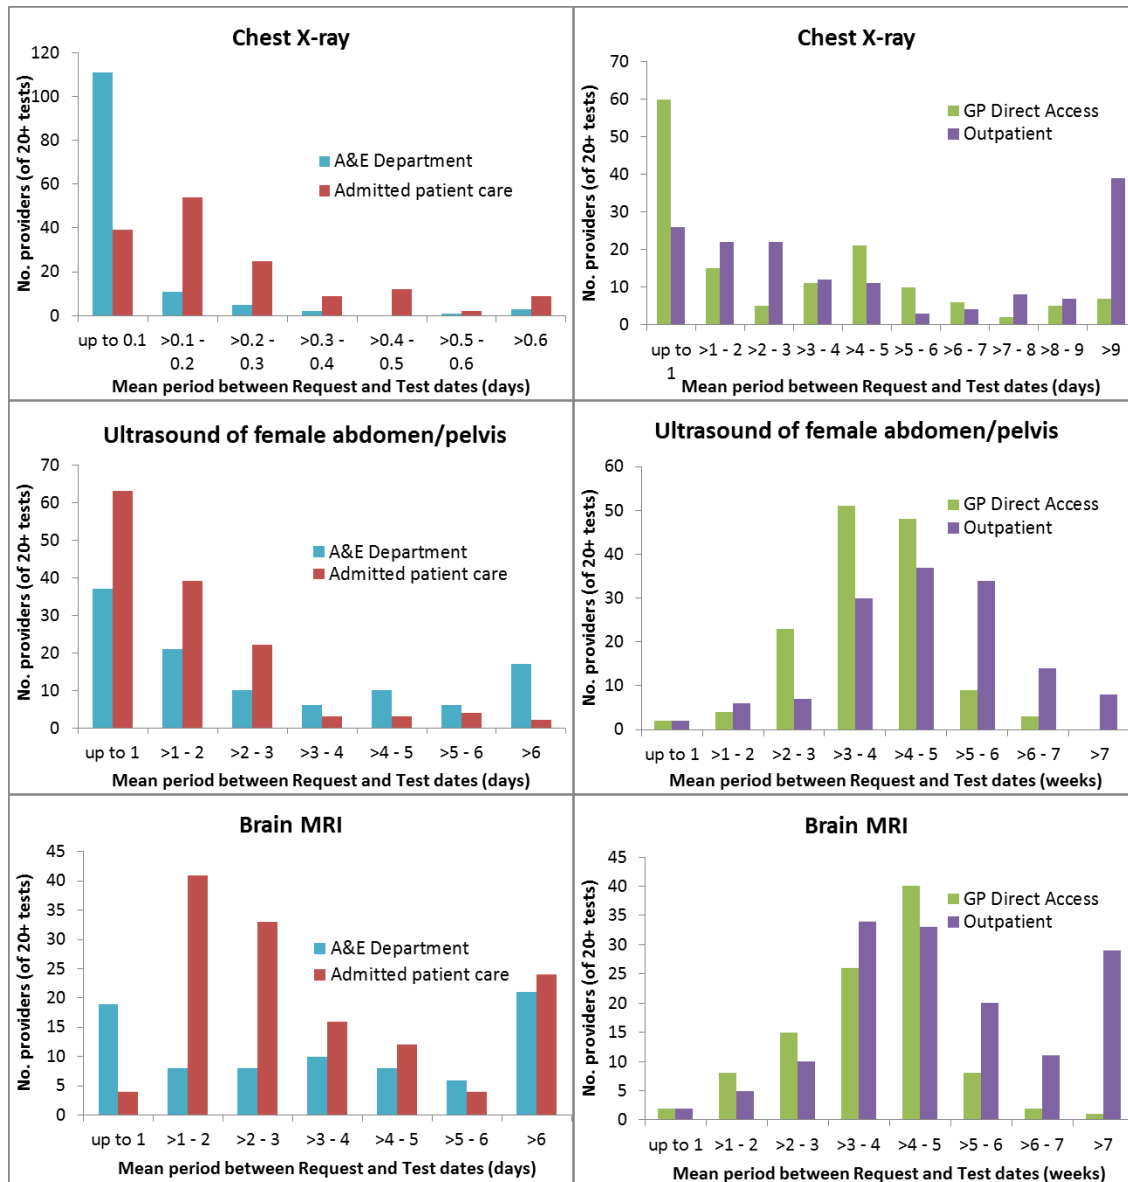 Chest X-ray
No. providers (of 20+ tests)
120
100
80
60
40
20
0
A&E Department
Admitted patient care
up to 0.1 >0.1 - 0.2 >0.2 - 0.3 >0.3 - 0.4 >0.4 - 0.5 >0.5 - 0.6 >0.6
Mean period between Request and Test dates (days)
Chest X-ray
No. providers (of 20+ tests)
70
60
50
40
30
20
10
0
GP Direct Access
Outpatient
up to 1 >1 - 2 >2 - 3 >3 - 4 >4 - 5 >5 - 6 >6 - 7 >7 - 8 >8 - 9 >9
Mean period between Request and Test dates (days)
Ultrasound of female abdomen/pelvis
No. providers (of 20+ tests)
70
60
50
40
30
20
10
0
A&E Department
Admitted patient care
up to 1 >1 - 2 >2 - 3 >3 - 4 >4 - 5 >5 - 6 >6
Mean period between Request and Test dates (days)
Ultrasound of female abdomen/pelvis
No. providers (of 20+ tests)
60
50
40
30
20
10
0
GP Direct Access
Outpatient
up to 1 >1 - 2 >2 - 3 >3 - 4 >4 - 5 >5 - 6 >6 - 7 >7
Mean period between Request and Test dates (weeks)
Brain MRI
No. providers (of 20+ tests)
45
40
35
30
25
20
15
10
5
0
A&E Department
Admitted patient care
up to 1 >1 - 2 >2 - 3 >3 - 4 >4 - 5 >5 - 6 >6
Mean period between Request and Test dates (days)
Brain MRI
No. providers (of 20+ tests)
45
40
35
30
25
20
15
10
5
0
GP Direct Access
Outpatient
up to 1 >1 - 2 >2 - 3 >3 - 4 >4 - 5 >5 - 6 >6 - 7 >7
Mean period between Request and Test dates (weeks)